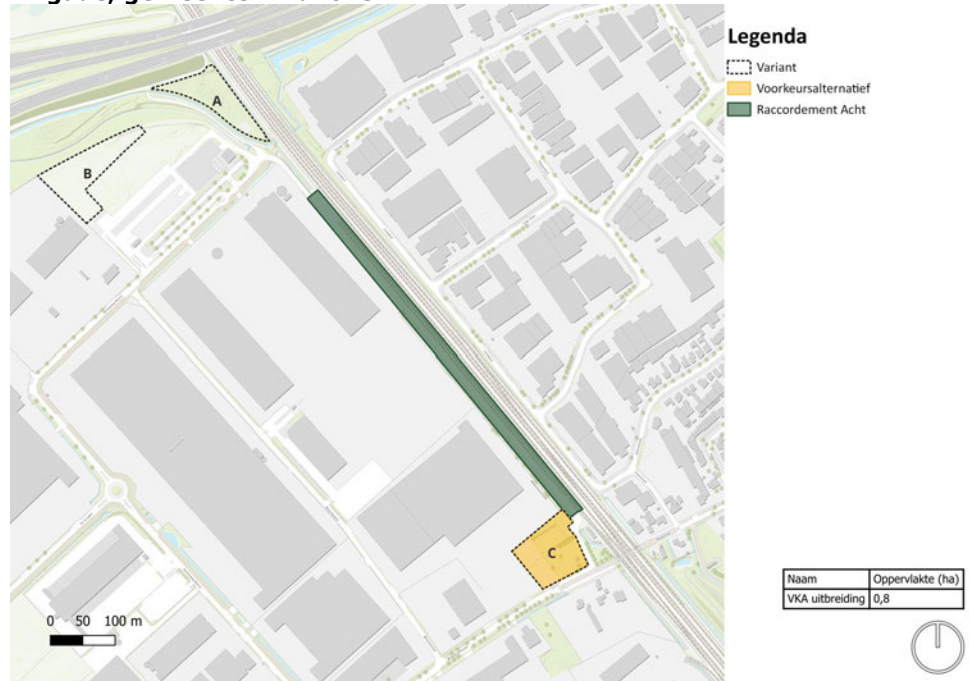 Legenda
Variant
Voorkeursalternatief
Raccordement Acht
A
B
C
0 50 100 m
Naam Oppervlakte (ha)
VKA uitbreiding 0,8